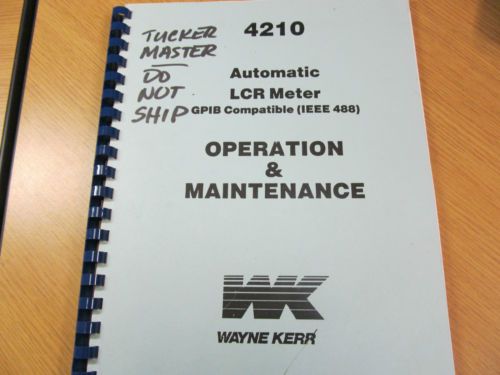 TUCKER
MASTER
DO
NOT
SHIP
4210
Automatic
LCR Meter
GPIB Compatible (IEEE 488)
OPERATION
&
MAINTENANCE
WK
WAYNE KERR